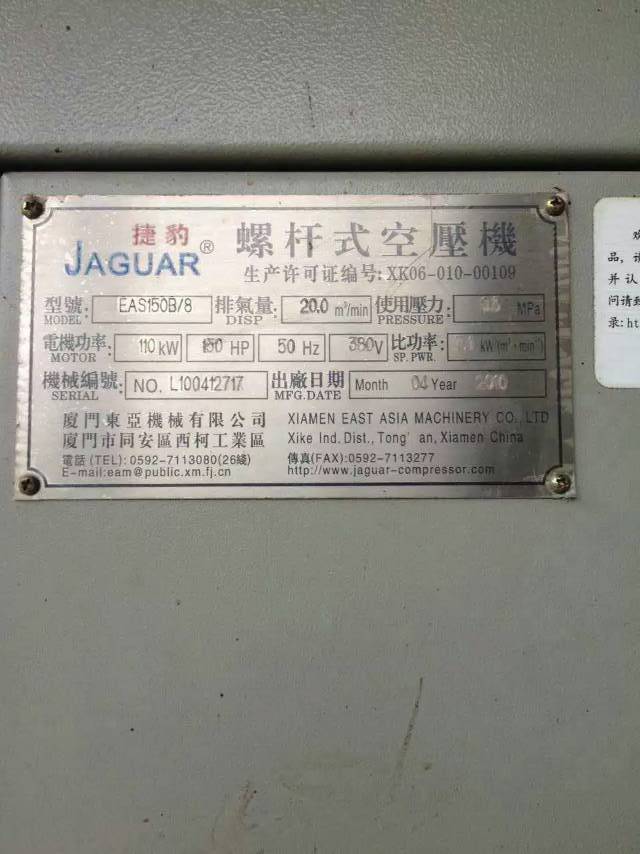 捷豹
JAGUAR®
螺杆式空壓機
生产许可证编号:XK06-010-00109
型號: MODEL: EAS150B/8 排氣量: DISP 20.0 m³/min 使用壓力: PRESSURE MPa
電機功率: MOTOR 110 kW 150 HP 50 Hz 380V 比功率: SP. PWR. kW (m³·min⁻¹)
機械編號: SERIAL NO. L100412717 出廠日期 MFG.DATE Month 04 Year 2010
廈門東亞機械有限公司 XIAMEN EAST ASIA MACHINERY CO., LTD
廈門市同安區西柯工業區 Xike Ind. Dist., Tong' an, Xiamen China
電話 (TEL): 0592-7113080(26綫) 傳真(FAX):0592-7113277
E-mail:eam@public.xm.fj.cn http://www.jaguar-compressor.com
品,
并认
问请致
录:ht